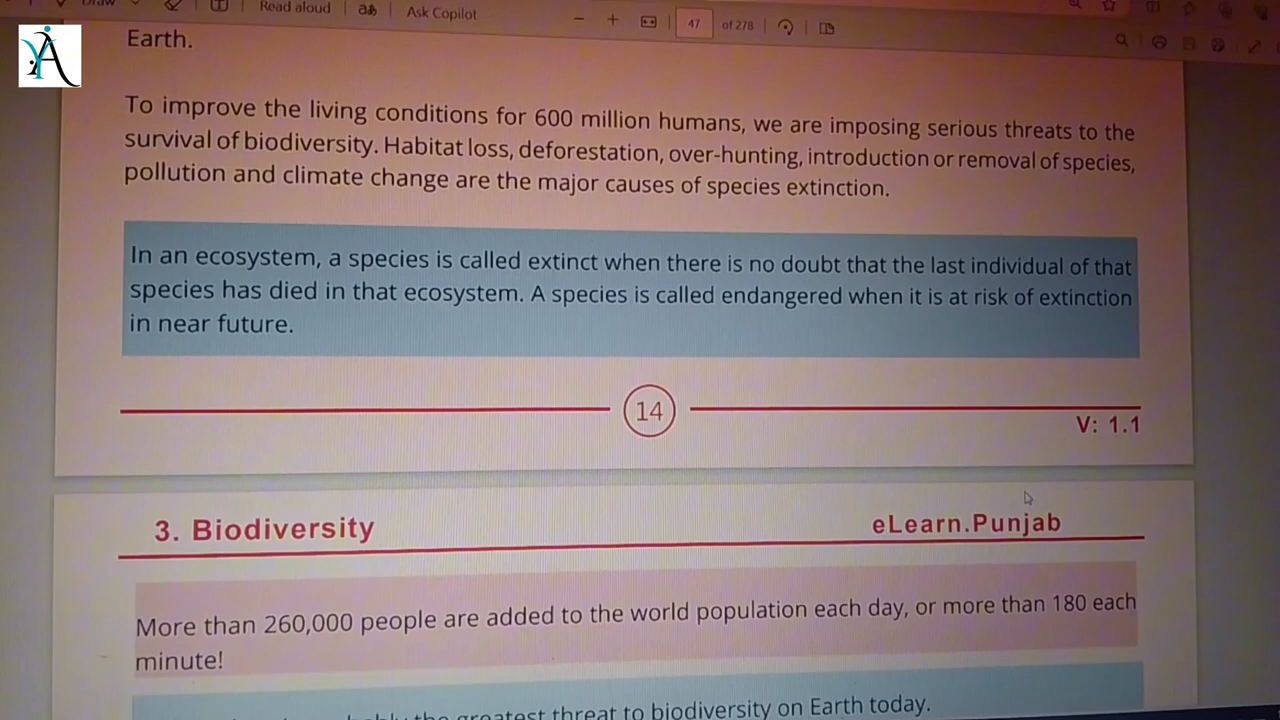 Draw
Read aloud
Ask Copilot
47
of 278
Earth.
To improve the living conditions for 600 million humans, we are imposing serious threats to the
survival of biodiversity. Habitat loss, deforestation, over-hunting, introduction or removal of species,
pollution and climate change are the major causes of species extinction.
In an ecosystem, a species is called extinct when there is no doubt that the last individual of that
species has died in that ecosystem. A species is called endangered when it is at risk of extinction
in near future.
14
V: 1.1
3. Biodiversity
eLearn.Punjab
More than 260,000 people are added to the world population each day, or more than 180 each
minute!
the greatest threat to biodiversity on Earth today.